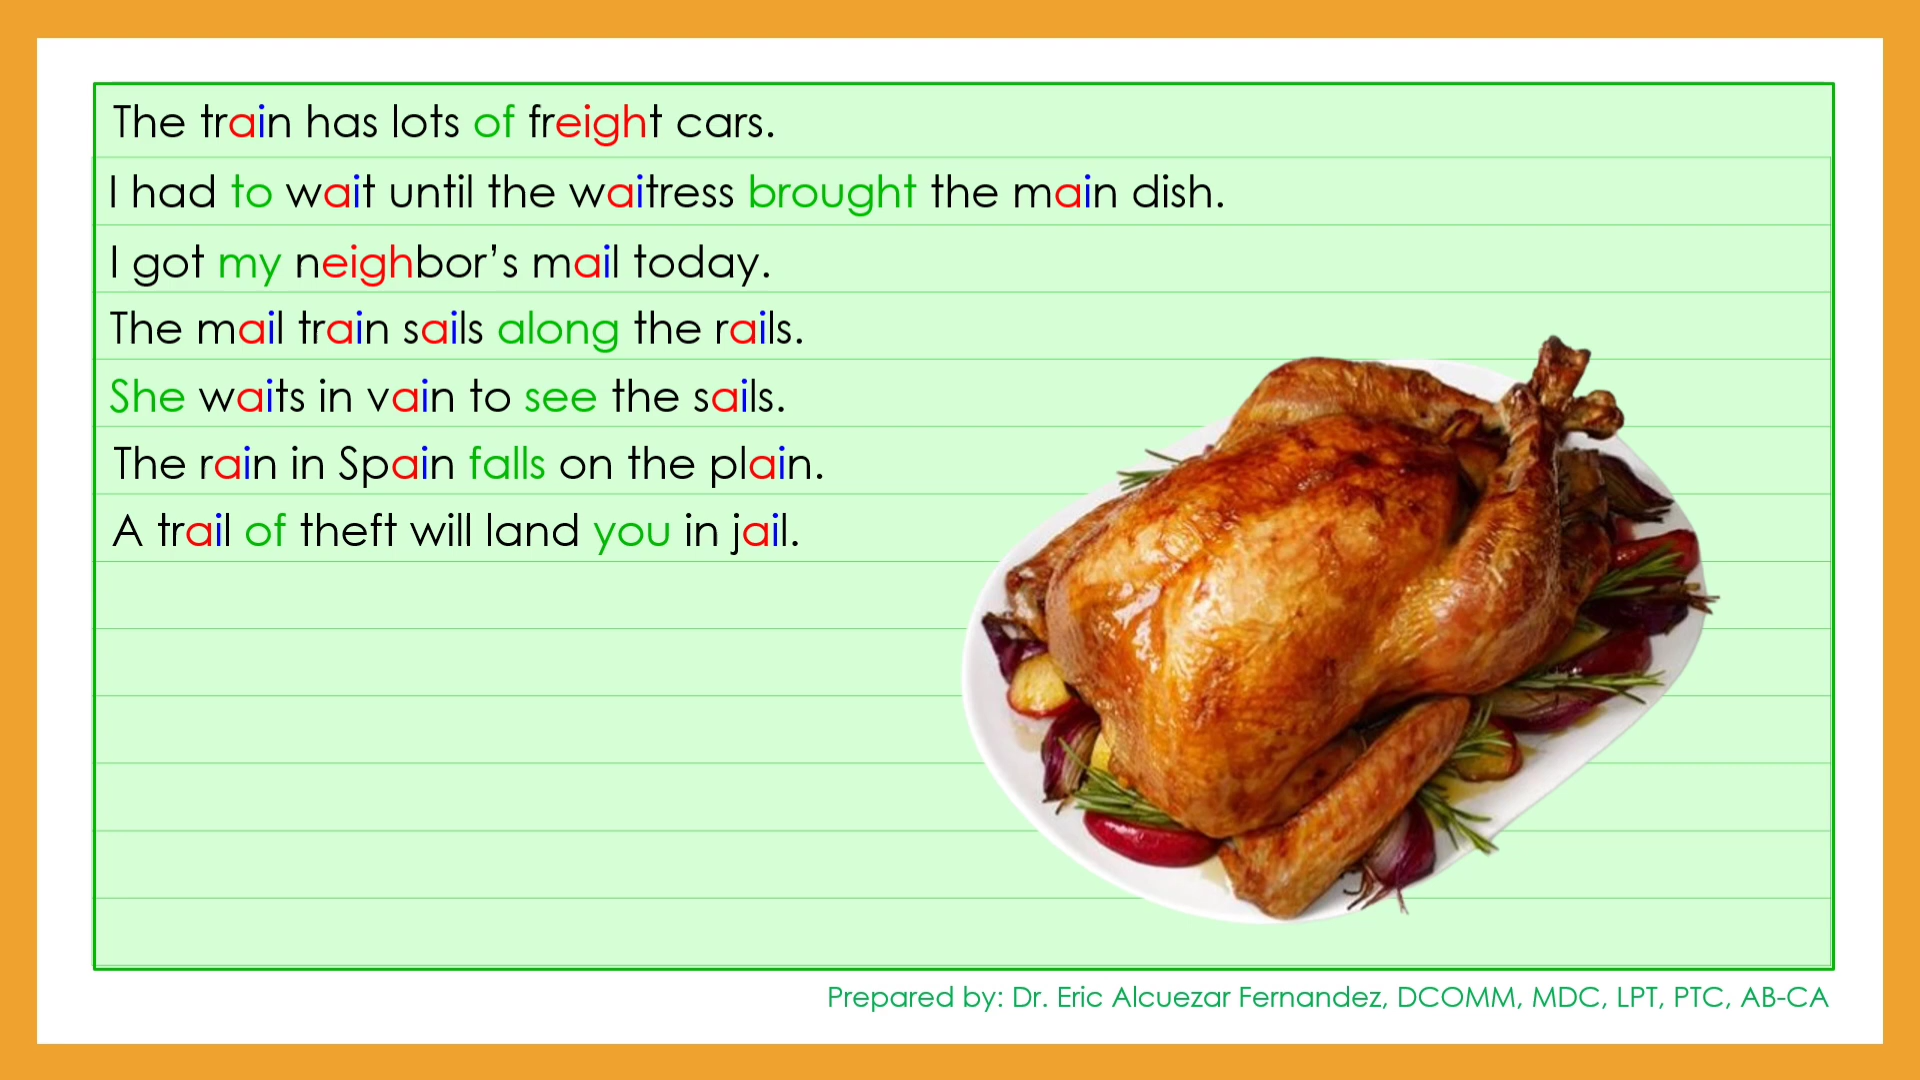 The train has lots of freight cars.
I had to wait until the waitress brought the main dish.
I got my neighbor’s mail today.
The mail train sails along the rails.
She waits in vain to see the sails.
The rain in Spain falls on the plain.
A trail of theft will land you in jail.
Prepared by: Dr. Eric Alcuezar Fernandez, DCOMM, MDC, LPT, PTC, AB-CA